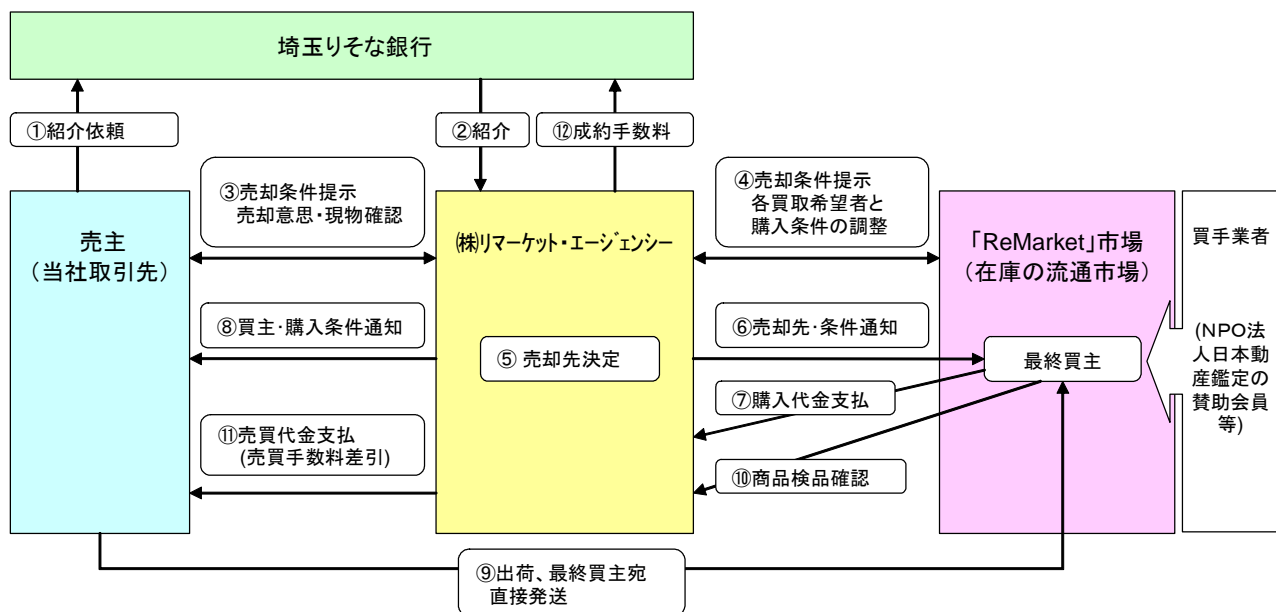 埼玉りそな銀行
①紹介依頼
②紹介
⑫成約手数料
③売却条件提示
売却意思・現物確認
④売却条件提示
各買取希望者と
購入条件の調整
売主
（当社取引先）
㈱リマーケット・エージェンシー
「ReMarket」市場
（在庫の流通市場）
買手業者
(NPO法
人日本動
産鑑定の
賛助会員
等)
⑧買主・購入条件通知
⑤ 売却先決定
⑥売却先・条件通知
最終買主
⑦購入代金支払
⑪売買代金支払
(売買手数料差引)
⑩商品検品確認
⑨出荷、最終買主宛
直接発送